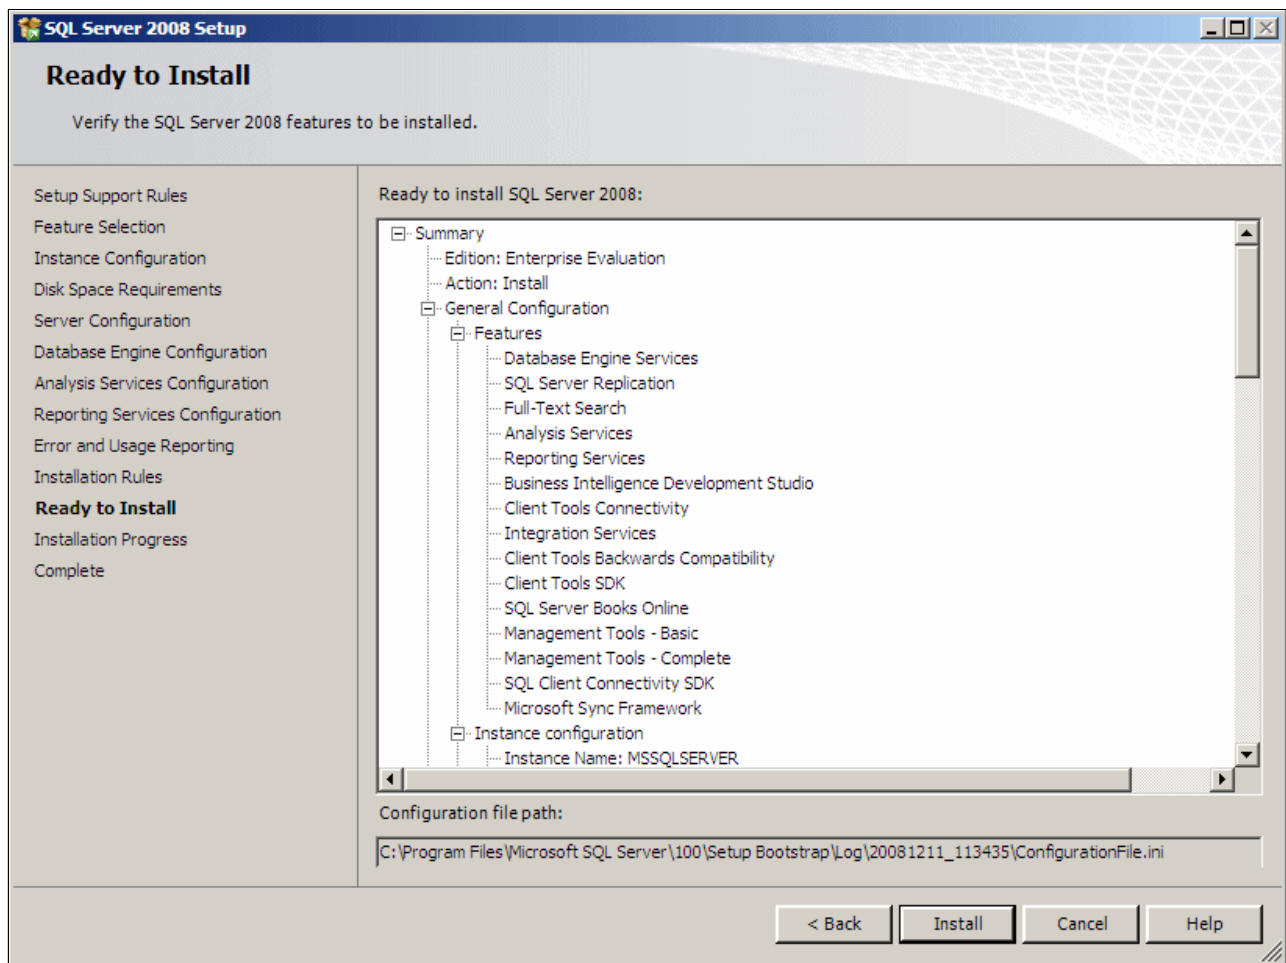 SQL Server 2008 Setup
Ready to Install
Verify the SQL Server 2008 features to be installed.
Setup Support Rules
Feature Selection
Instance Configuration
Disk Space Requirements
Server Configuration
Database Engine Configuration
Analysis Services Configuration
Reporting Services Configuration
Error and Usage Reporting
Installation Rules
Ready to Install
Installation Progress
Complete
Ready to install SQL Server 2008:
Summary
Edition: Enterprise Evaluation
Action: Install
General Configuration
Features
Database Engine Services
SQL Server Replication
Full-Text Search
Analysis Services
Reporting Services
Business Intelligence Development Studio
Client Tools Connectivity
Integration Services
Client Tools Backwards Compatibility
Client Tools SDK
SQL Server Books Online
Management Tools - Basic
Management Tools - Complete
SQL Client Connectivity SDK
Microsoft Sync Framework
Instance configuration
Instance Name: MSSQLSERVER
Configuration file path:
C:\Program Files\Microsoft SQL Server\100\Setup Bootstrap\Log\20081211_113435\ConfigurationFile.ini
< Back
Install
Cancel
Help